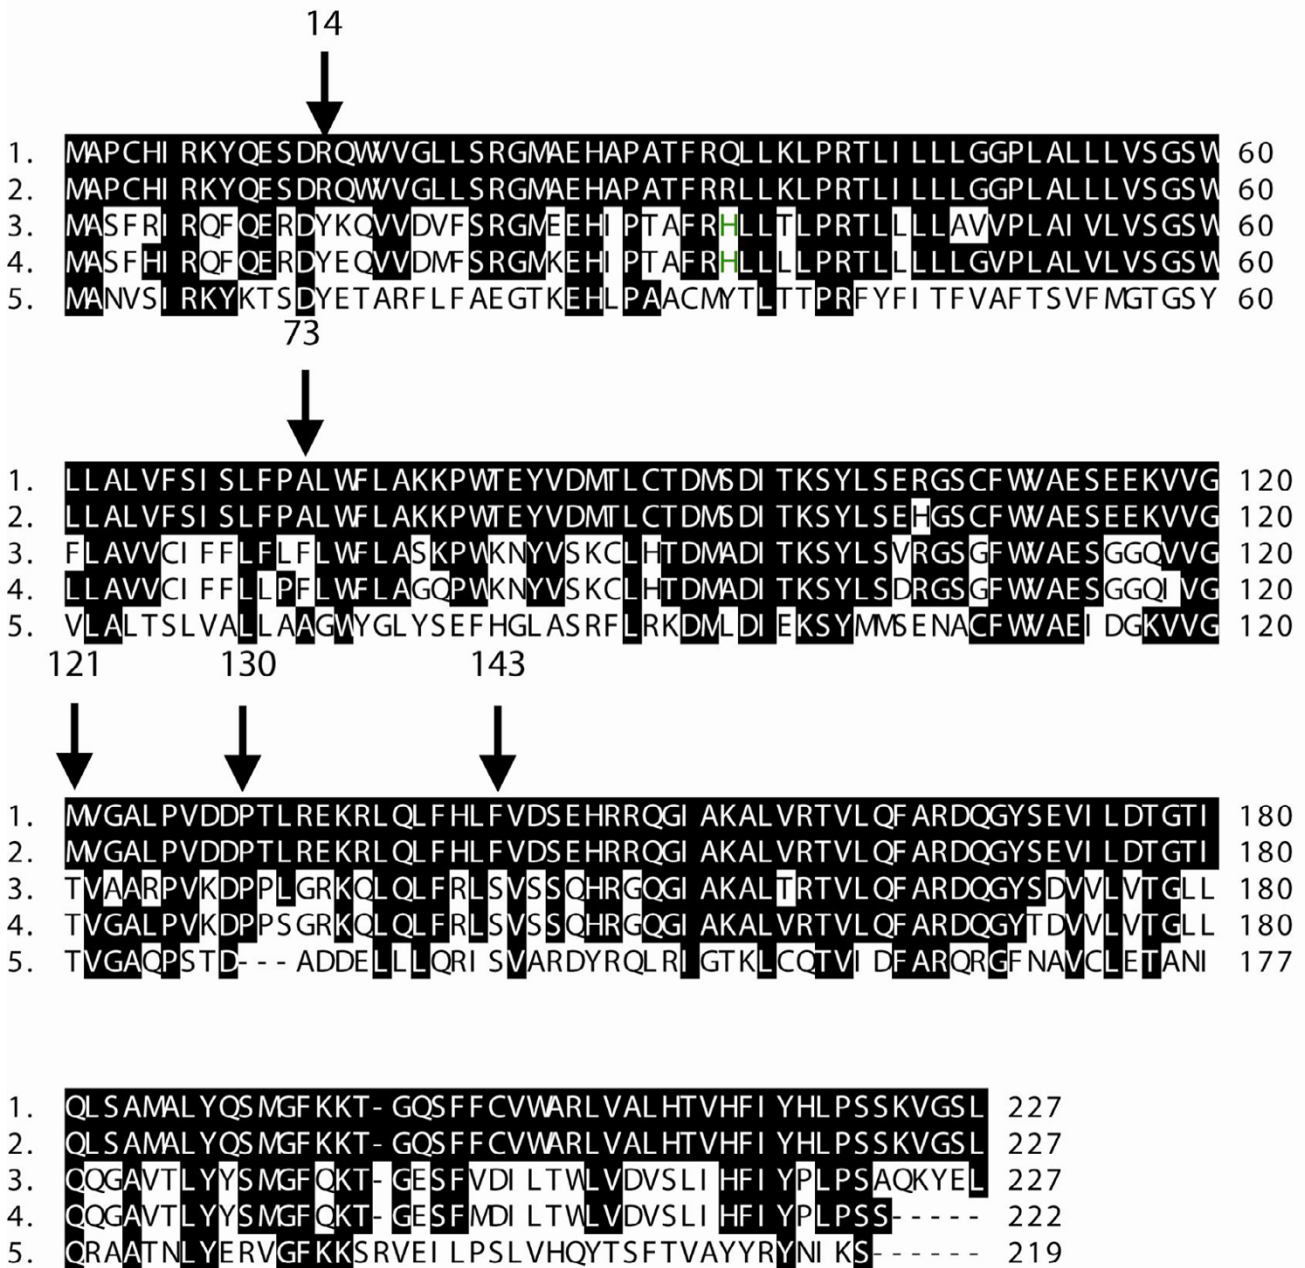 14
1. MAPCHIRKYQESDRQWVVGLLSRGMAEHAPATFRQLLKLPRTLILLLGGPLALLLVSGSW 60
2. MAPCHIRKYQESDRQWVVGLLSRGMAEHAPATFRRLLKLPRTLILLLGGPLALLLVSGSW 60
3. MASFRIRQFQERDYKQVVDVFSRGMEEHIPTAFRHLLTLPRTLLLLAVVPLAIVLVSGSW 60
4. MASFHIRQFQERDYEQVVDMFSRGMKEHIPTAFRHLLLLPRTLLLLLGVPLALVLVSGSW 60
5. MANVSIRKYKTSDYETARFLFAEGTKEHLPAACMYTLTTPRFYFITFVAFTSVFMGTGSY 60
73
1. LLALVFSISLFPALWFLAKKPWTEYVDMTLCTDMSDITKSYLSERGSCFWVAESEEKVVG 120
2. LLALVFSISLFPALWFLAKKPWTEYVDMTLCTDMSDITKSYLSEHGSCFWVAESEEKVVG 120
3. FLAVVCIFFLFLFLWFLASKPWKNYVSKCLHTDMADITKSYLSVRGSGFWVAESGGQVVG 120
4. LLAVVCIFFLLPFLWFLAGQPWKNYVSKCLHTDMADITKSYLSDRGSGFWVAESGGQIVG 120
5. VLALTSLVALLAAGWYGLYSEFHGLASRFLRKDMLDIEKSYMMSENACFWVAEIDGKVVG 120
121 130 143
1. MVGALPVDDPTLREKRLQLFHLFVDSEHRRQGIAKALVRTVLQFARDQGYSEVILDTGTI 180
2. MVGALPVDDPTLREKRLQLFHLFVDSEHRRQGIAKALVRTVLQFARDQGYSEVILDTGTI 180
3. TVAARPVKDPPLGRKQLQLFRLSVSSQHRGQGIAKALTRTVLQFARDQGYSDVVLVTGLL 180
4. TVGALPVKDPPSGRKQLQLFRLSVSSQHRGQGIAKALVRTVLQFARDQGYTDVVLVTGLL 180
5. TVGAQPSTD---ADDELLLQRISVARDYRQLRIGTKLCQTVIDFARQRGFNAVCLETANI 177
1. QLSAMALYQSMGFKKT-GQSFFCVWARLVALHTVHFIYHLPSSKVGSL 227
2. QLSAMALYQSMGFKKT-GQSFFCVWARLVALHTVHFIYHLPSSKVGSL 227
3. QQGAVTLYYSMGFQKT-GESFVDILTWLVDVSLIHFIYPLPSAQKYEL 227
4. QQGAVTLYYSMGFQKT-GESFMDILTWLVDVSLIHFIYPLPSS----- 222
5. QRAATNLYERVGFKKSRVEILPSLVHQYTSFTVAYYRYNIKS------ 219